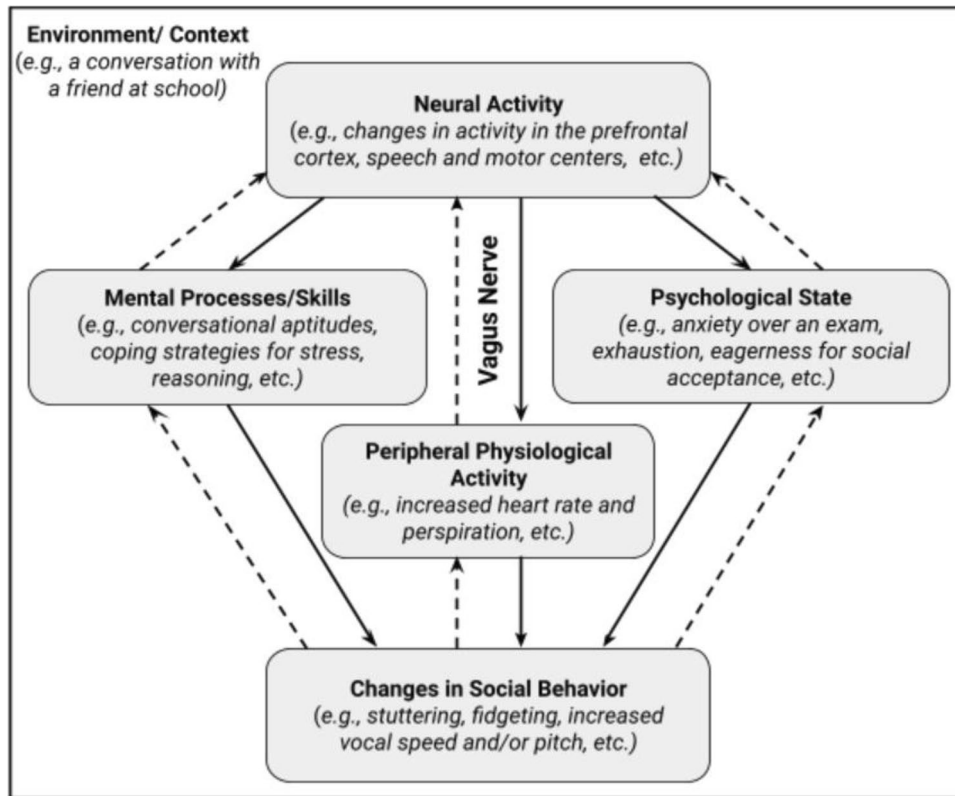 Environment/ Context
(e.g., a conversation with
a friend at school)
Neural Activity
(e.g., changes in activity in the prefrontal
cortex, speech and motor centers, etc.)
Vagus Nerve
Mental Processes/Skills
(e.g., conversational aptitudes,
coping strategies for stress,
reasoning, etc.)
Psychological State
(e.g., anxiety over an exam,
exhaustion, eagerness for social
acceptance, etc.)
Peripheral Physiological
Activity
(e.g., increased heart rate and
perspiration, etc.)
Changes in Social Behavior
(e.g., stuttering, fidgeting, increased
vocal speed and/or pitch, etc.)